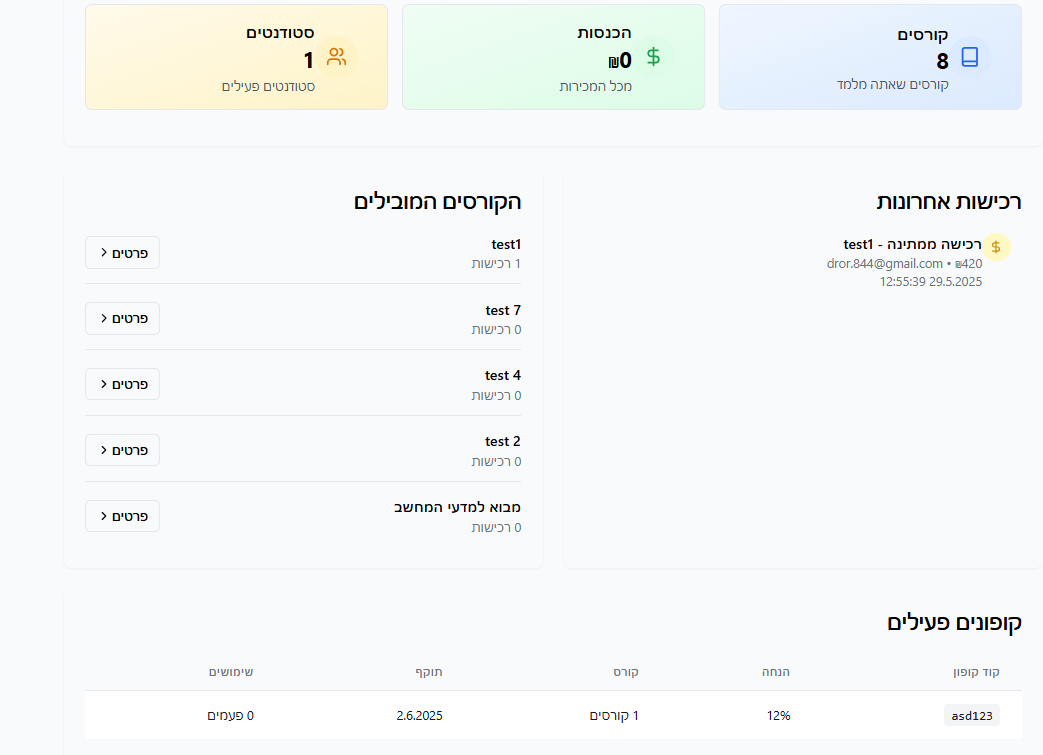 קורסים
8
קורסים שאתה מלמד
הכנסות
₪0
מכל המכירות
סטודנטים
1
סטודנטים פעילים
רכישות אחרונות
רכישה ממתינה - test1
₪420 • dror.844@gmail.com
29.5.2025 12:55:39
הקורסים המובילים
test1
1 רכישות
פרטים
test 7
0 רכישות
פרטים
test 4
0 רכישות
פרטים
test 2
0 רכישות
פרטים
מבוא למדעי המחשב
0 רכישות
פרטים
קופונים פעילים
קוד קופון הנחה קורס תוקף שימושים
asd123 12% 1 קורסים 2.6.2025 0 פעמים